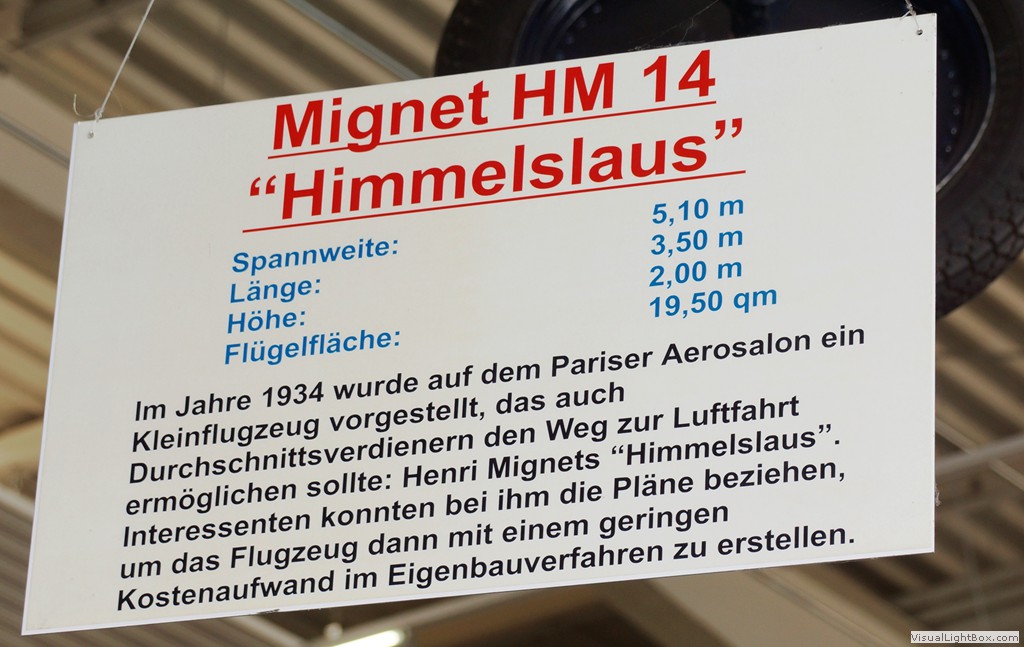 Mignet HM 14
“Himmelslaus”
Spannweite: 5,10 m
Länge: 3,50 m
Höhe: 2,00 m
Flügelfläche: 19,50 qm
Im Jahre 1934 wurde auf dem Pariser Aerosalon ein
Kleinflugzeug vorgestellt, das auch
Durchschnittsverdienern den Weg zur Luftfahrt
ermöglichen sollte: Henri Mignets “Himmelslaus”.
Interessenten konnten bei ihm die Pläne beziehen,
um das Flugzeug dann mit einem geringen
Kostenaufwand im Eigenbauverfahren zu erstellen.
VisualLightBox.com